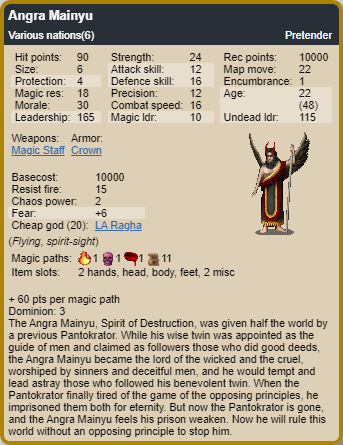 Angra Mainyu
Various nations(6) Pretender
Hit points: 90 Strength: 24 Rec points: 10000
Size: 6 Attack skill: 12 Map move: 22
Protection: 4 Defence skill: 16 Encumbrance: 1
Magic res: 18 Precision: 12 Age: 22
Morale: 30 Combat speed: 16 (48)
Leadership: 165 Magic ldr: 10 Undead ldr: 115
Weapons: Armor:
Magic Staff Crown
Basecost: 10000
Resist fire: 15
Chaos power: 2
Fear: +6
Cheap god (20): LA Ragha
(Flying, spirit-sight)
Magic paths: 1 1 1 11
Item slots: 2 hands, head, body, feet, 2 misc
+ 60 pts per magic path
Dominion: 3
The Angra Mainyu, Spirit of Destruction, was given half the world by
a previous Pantokrator. While his wise twin was appointed as the
guide of men and claimed as followers those who did good deeds,
the Angra Mainyu became the lord of the wicked and the cruel,
worshiped by sinners and deceitful men, and he would tempt and
lead astray those who followed his benevolent twin. When the
Pantokrator finally tired of the game of the opposing principles, he
imprisoned them both for eternity. But now the Pantokrator is gone,
and the Angra Mainyu feels his prison weaken. Now he will rule this
world without an opposing principle to stop him.